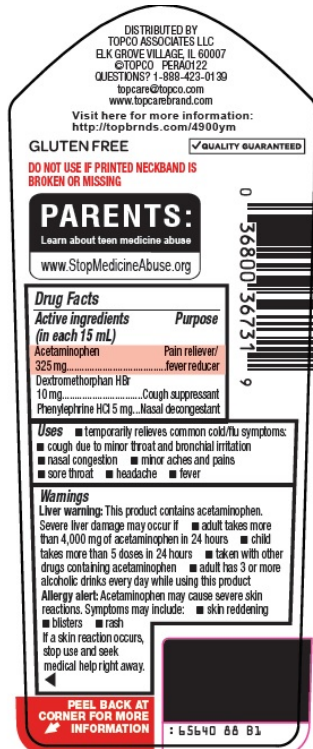 DISTRIBUTED BY
TOPCO ASSOCIATES LLC
ELK GROVE VILLAGE, IL 60007
©TOPCO PERA0122
QUESTIONS? 1-888-423-0139
topcare@topco.com
www.topcarebrand.com
Visit here for more information:
http://topbrnds.com/4900ym
GLUTEN FREE
✓QUALITY GUARANTEED
DO NOT USE IF PRINTED NECKBAND IS
BROKEN OR MISSING
PARENTS:
Learn about teen medicine abuse
www.StopMedicineAbuse.org
0 36800 36731 9
Drug Facts
Active ingredients Purpose
(in each 15 mL)
Acetaminophen Pain reliever/
325 mg......................................fever reducer
Dextromethorphan HBr
10 mg........................Cough suppressant
Phenylephrine HCl 5 mg...Nasal decongestant
Uses ■ temporarily relieves common cold/flu symptoms:
■ cough due to minor throat and bronchial irritation
■ nasal congestion ■ minor aches and pains
■ sore throat ■ headache ■ fever
Warnings
Liver warning: This product contains acetaminophen.
Severe liver damage may occur if ■ adult takes more
than 4,000 mg of acetaminophen in 24 hours ■ child
takes more than 5 doses in 24 hours ■ taken with other
drugs containing acetaminophen ■ adult has 3 or more
alcoholic drinks every day while using this product
Allergy alert: Acetaminophen may cause severe skin
reactions. Symptoms may include: ■ skin reddening
■ blisters ■ rash
If a skin reaction occurs,
stop use and seek
medical help right away.
PEEL BACK AT
CORNER FOR MORE
INFORMATION
: 65640 88 B1